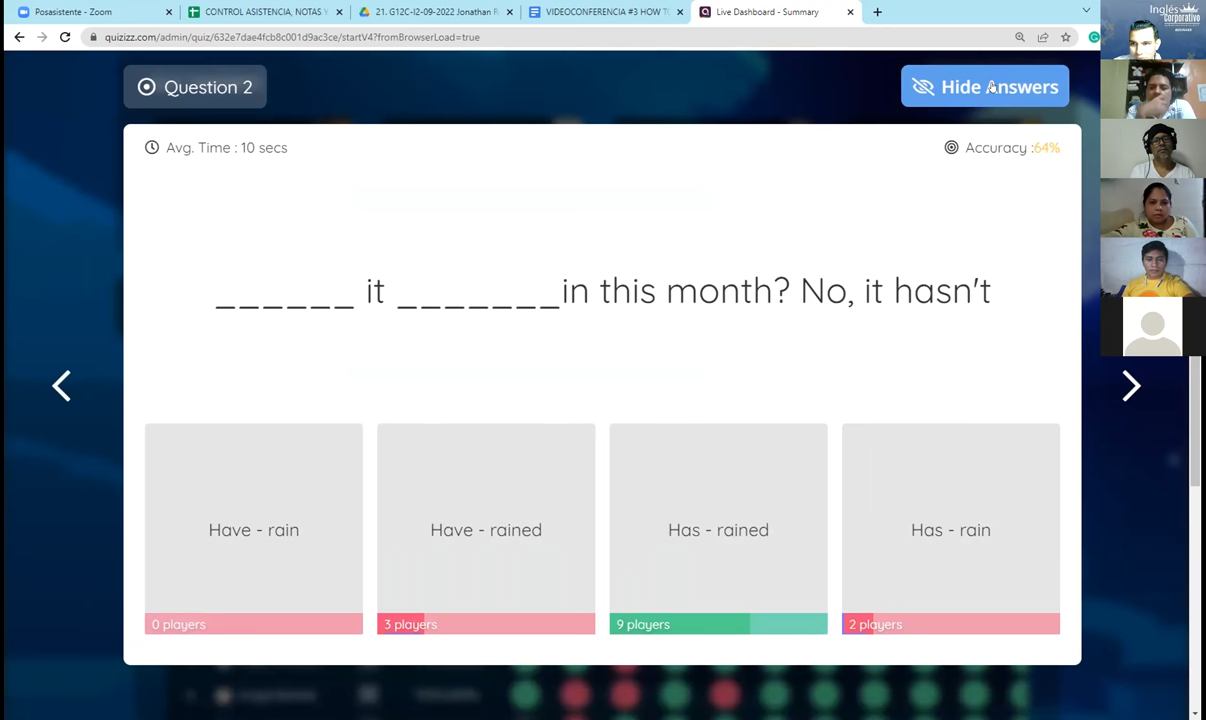 Posasistente - Zoom
CONTROL ASISTENCIA, NOTAS Y
21. G12C-I2-09-2022 Jonathan R
VIDEOCONFERENCIA #3 HOW TO
Live Dashboard - Summary
quizizz.com/admin/quiz/632e7dae4fcb8c001d9ac3ce/startV4?fromBrowserLoad=true
Inglés
Corporativo
Question 2
Hide Answers
Avg. Time : 10 secs
Accuracy :64%
______ it _______in this month? No, it hasn't
Have - rain
Have - rained
Has - rained
Has - rain
0 players
3 players
9 players
2 players